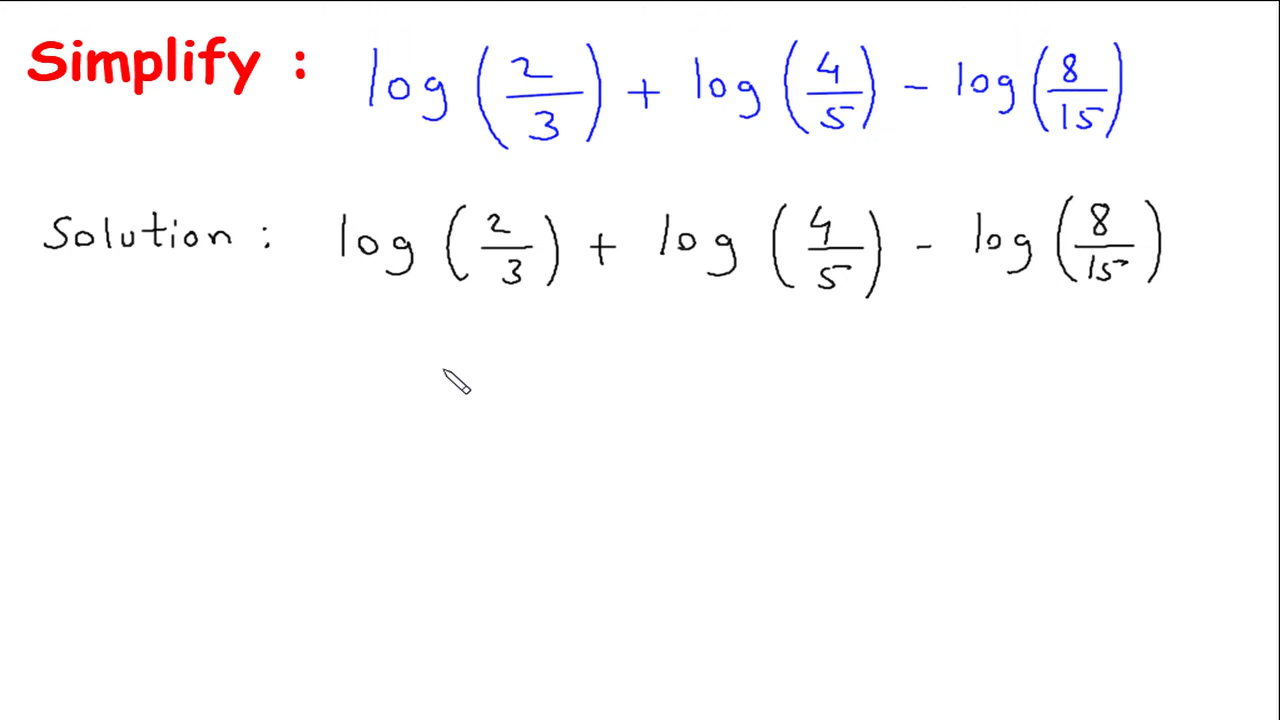 Simplify : log (2/3) + log (4/5) - log (8/15)
Solution : log (2/3) + log (4/5) - log (8/15)